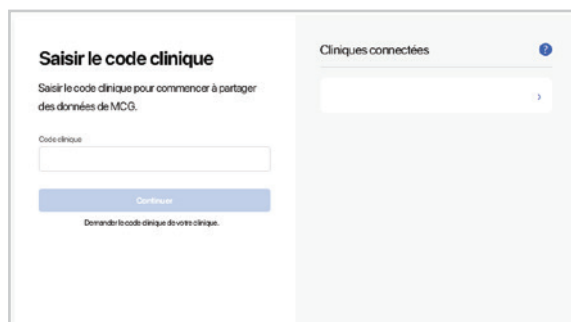 Saisir le code clinique
Saisir le code clinique pour commencer à partager
des données de MCG.
Code clinique
Continuer
Demander le code clinique de votre clinique.
Cliniques connectées
?